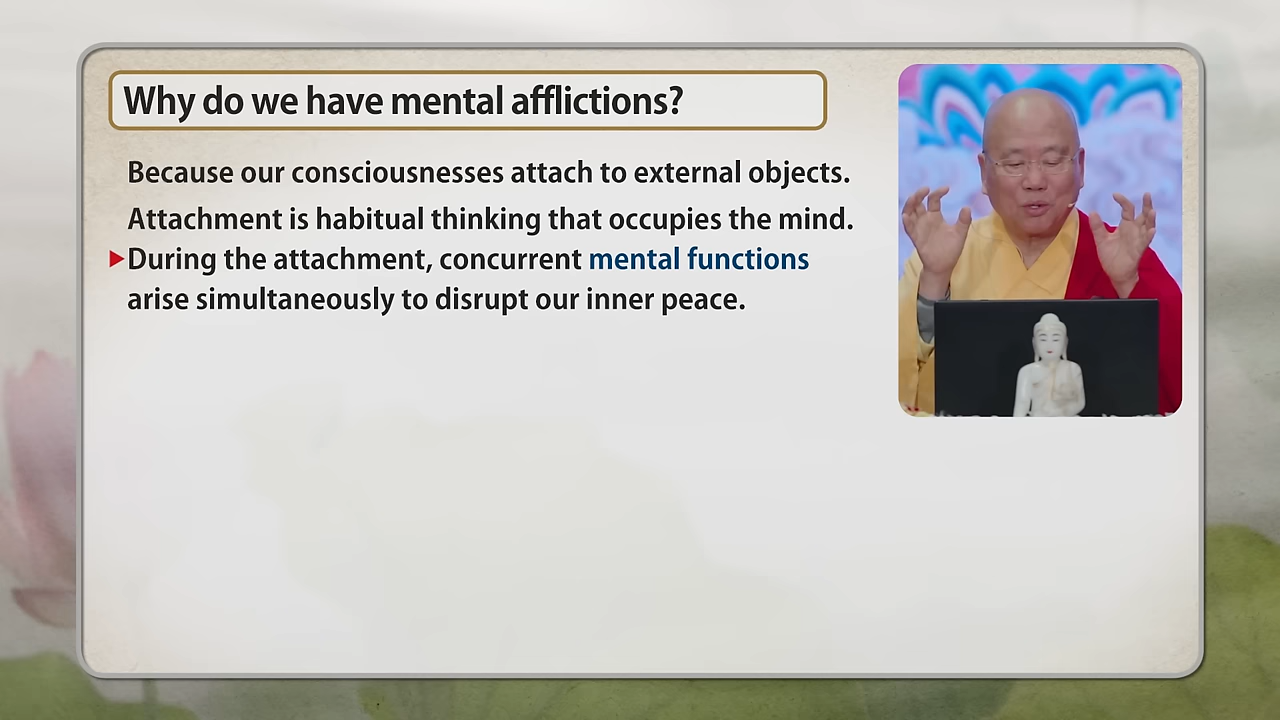 Why do we have mental afflictions?
Because our consciousnesses attach to external objects.
Attachment is habitual thinking that occupies the mind.
▶During the attachment, concurrent mental functions
arise simultaneously to disrupt our inner peace.